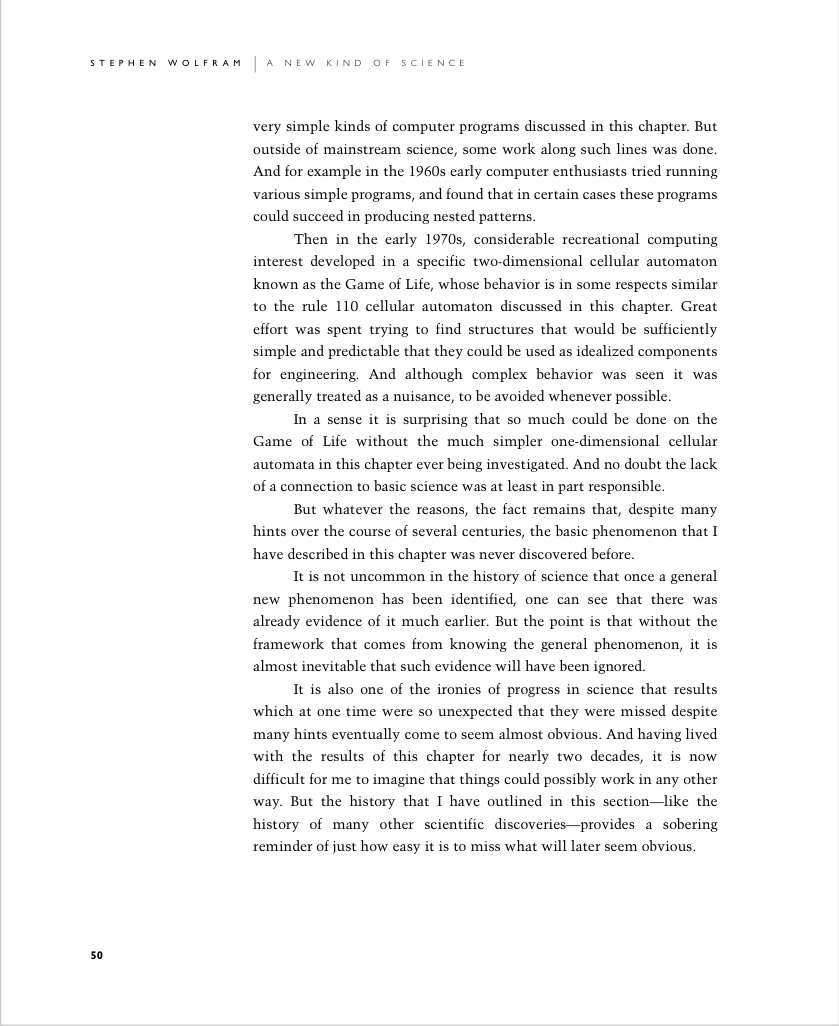 STEPHEN WOLFRAM | A NEW KIND OF SCIENCE
very simple kinds of computer programs discussed in this chapter. But
outside of mainstream science, some work along such lines was done.
And for example in the 1960s early computer enthusiasts tried running
various simple programs, and found that in certain cases these programs
could succeed in producing nested patterns.
Then in the early 1970s, considerable recreational computing
interest developed in a specific two-dimensional cellular automaton
known as the Game of Life, whose behavior is in some respects similar
to the rule 110 cellular automaton discussed in this chapter. Great
effort was spent trying to find structures that would be sufficiently
simple and predictable that they could be used as idealized components
for engineering. And although complex behavior was seen it was
generally treated as a nuisance, to be avoided whenever possible.
In a sense it is surprising that so much could be done on the
Game of Life without the much simpler one-dimensional cellular
automata in this chapter ever being investigated. And no doubt the lack
of a connection to basic science was at least in part responsible.
But whatever the reasons, the fact remains that, despite many
hints over the course of several centuries, the basic phenomenon that I
have described in this chapter was never discovered before.
It is not uncommon in the history of science that once a general
new phenomenon has been identified, one can see that there was
already evidence of it much earlier. But the point is that without the
framework that comes from knowing the general phenomenon, it is
almost inevitable that such evidence will have been ignored.
It is also one of the ironies of progress in science that results
which at one time were so unexpected that they were missed despite
many hints eventually come to seem almost obvious. And having lived
with the results of this chapter for nearly two decades, it is now
difficult for me to imagine that things could possibly work in any other
way. But the history that I have outlined in this section—like the
history of many other scientific discoveries—provides a sobering
reminder of just how easy it is to miss what will later seem obvious.
50